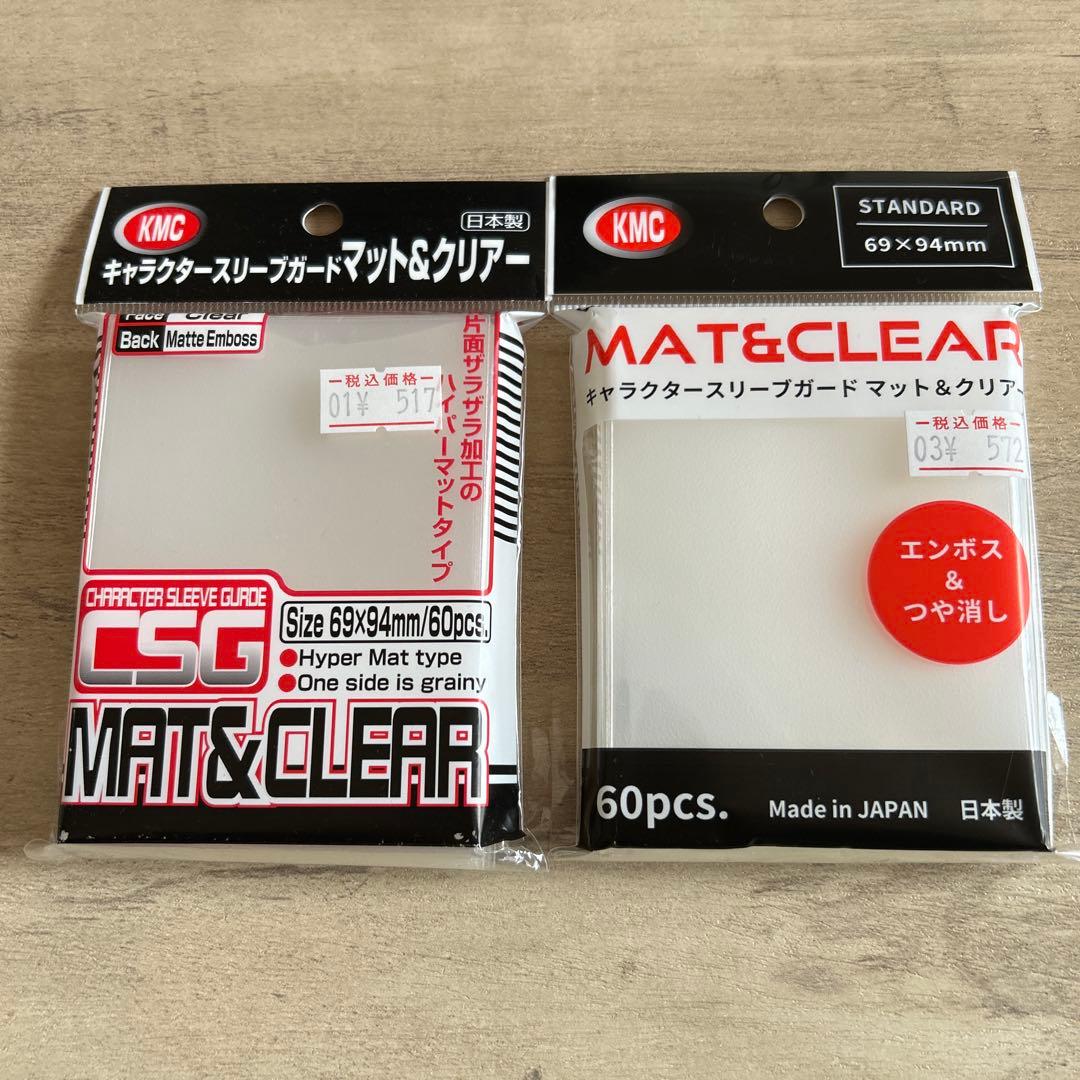 KMC
日本製
キャラクタースリーブガードマット&クリアー
Face Clear
Back Matte Emboss
税込価格
01¥ 517
片面ザラザラ加工の
ハイパーマットタイプ
CHARACTER SLEEVE GURDE
CSG
Size 69×94mm/60pcs.
●Hyper Mat type
●One side is grainy
MAT&CLEAR
KMC
STANDARD
69×94mm
MAT&CLEAR
キャラクタースリーブガード マット&クリアー
税込価格
03¥ 572
エンボス
&
つや消し
60pcs.
Made in JAPAN
日本製